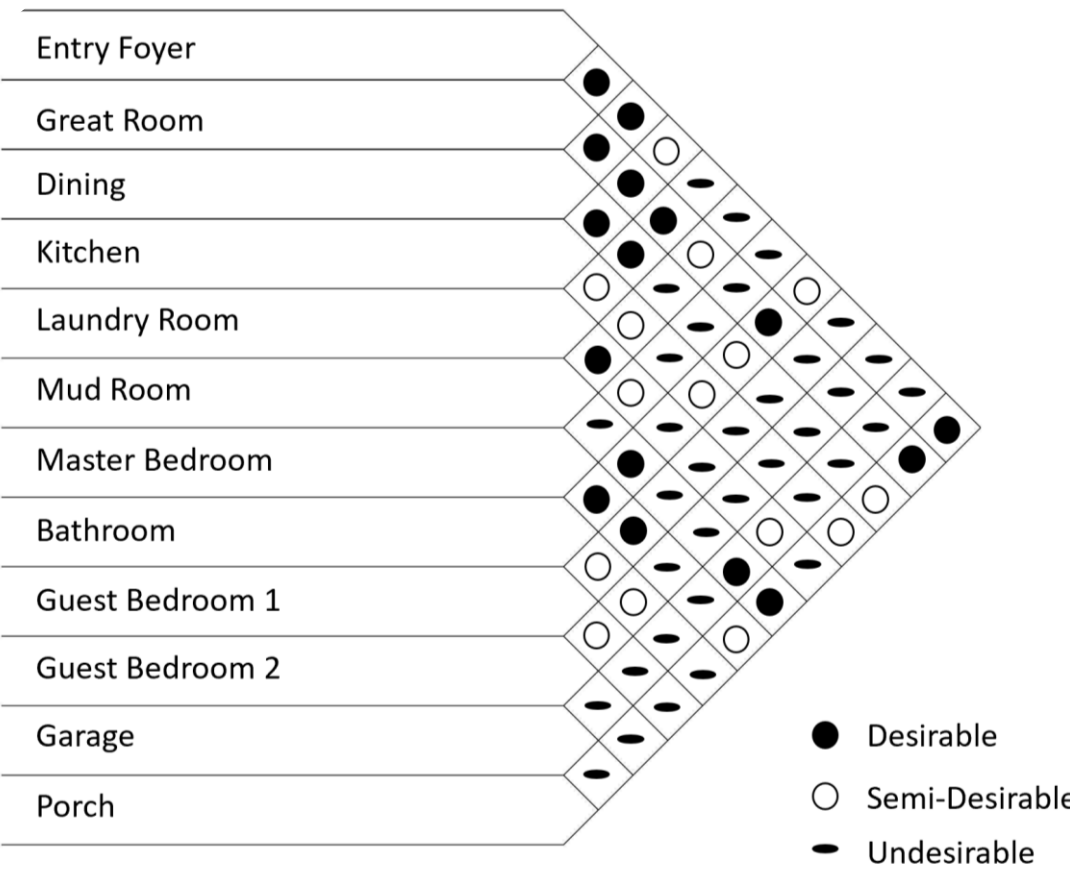 Entry Foyer
Great Room
Dining
Kitchen
Laundry Room
Mud Room
Master Bedroom
Bathroom
Guest Bedroom 1
Guest Bedroom 2
Garage
Porch
Desirable
Semi-Desirable
Undesirable